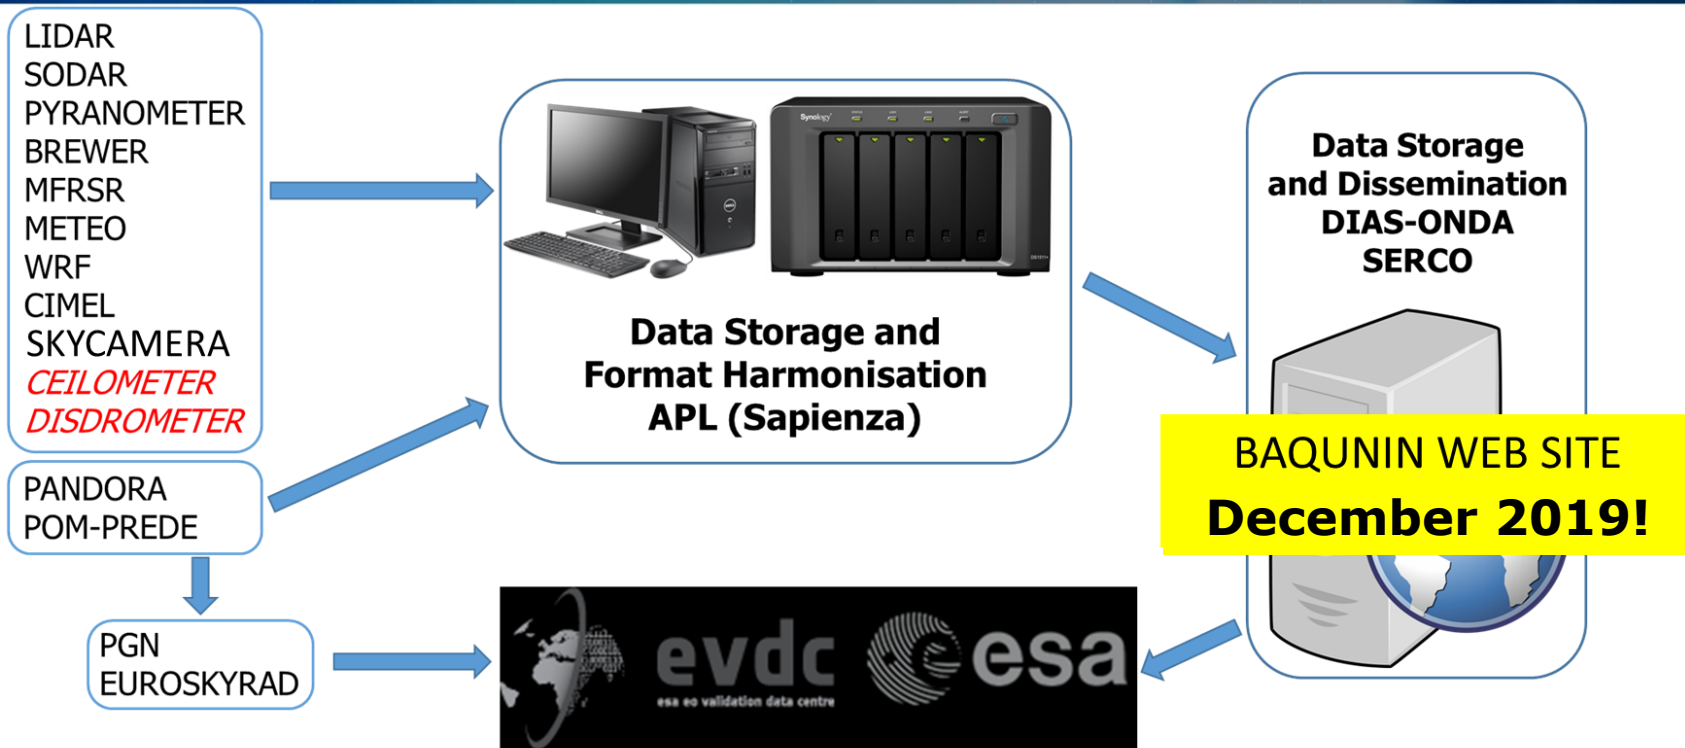 LIDAR
SODAR
PYRANOMETER
BREWER
MFRSR
METEO
WRF
CIMEL
SKYCAMERA
CEILOMETER
DISDROMETER
PANDORA
POM-PREDE
PGN
EUROSKYRAD
Synology
Data Storage and
Format Harmonisation
APL (Sapienza)
Data Storage
and Dissemination
DIAS-ONDA
SERCO
BAQUNIN WEB SITE
December 2019!
evdc
esa eo validation data centre
esa